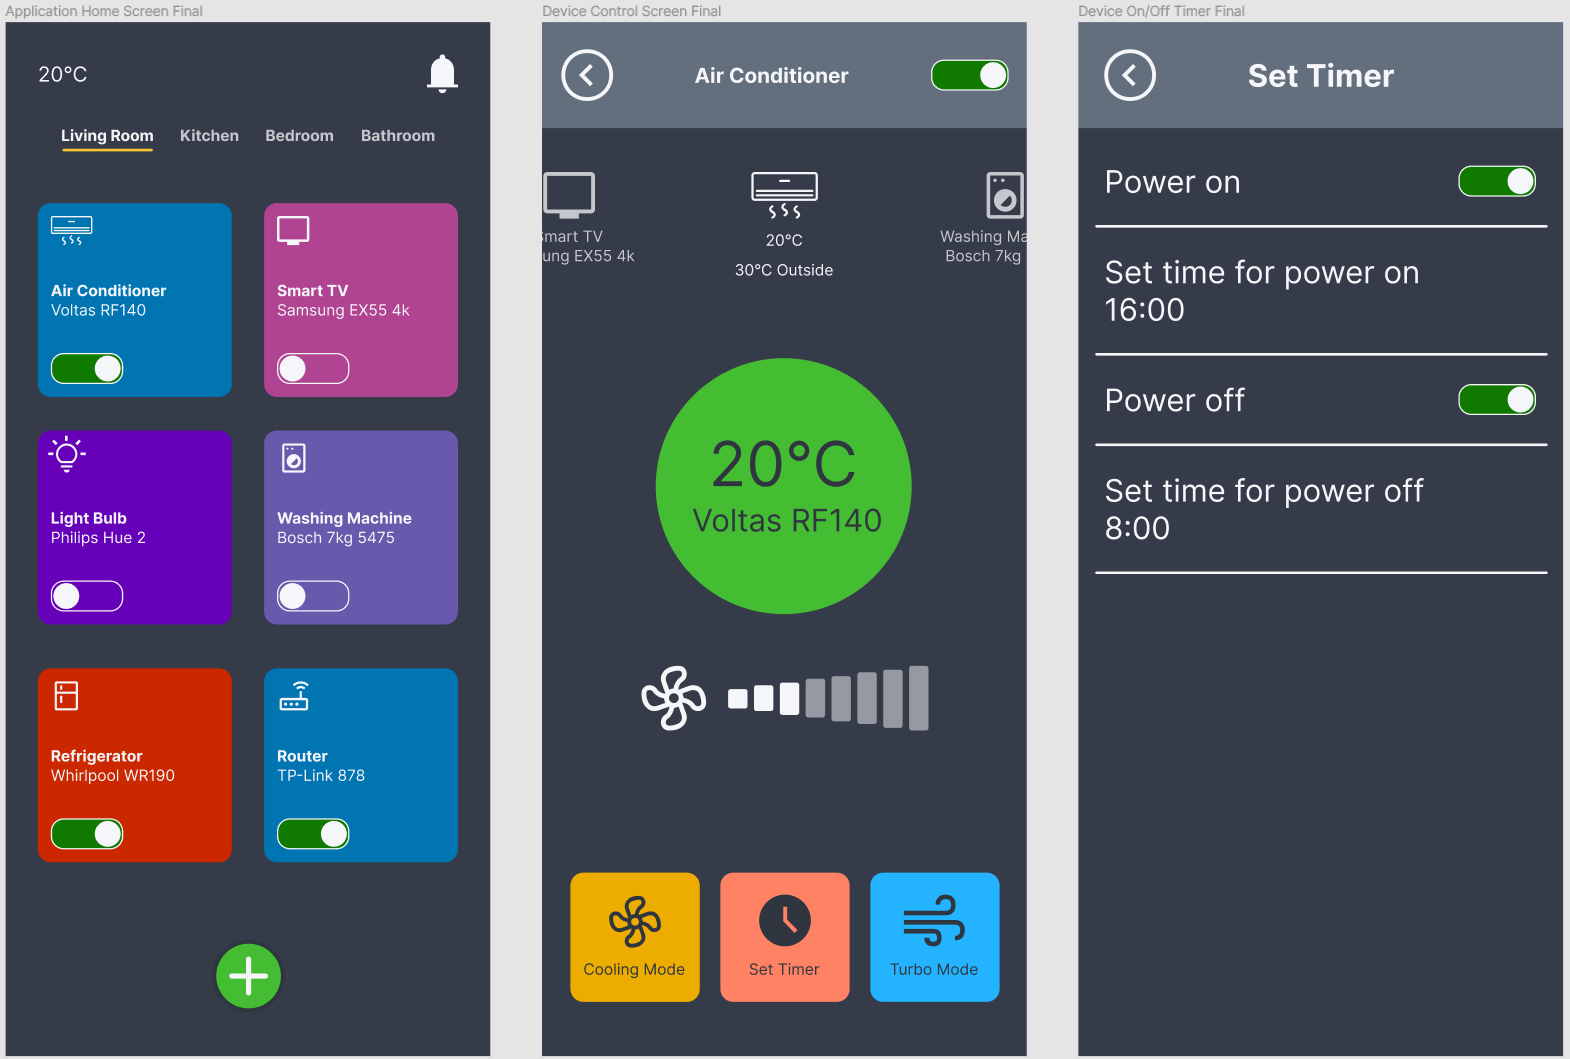 Application Home Screen Final
20°C
Living Room Kitchen Bedroom Bathroom
Air Conditioner
Voltas RF140
Smart TV
Samsung EX55 4k
Light Bulb
Philips Hue 2
Washing Machine
Bosch 7kg 5475
Refrigerator
Whirlpool WR190
Router
TP-Link 878
Device Control Screen Final
Air Conditioner
Smart TV
ung EX55 4k
20°C
30°C Outside
Washing Ma
Bosch 7kg
20°C
Voltas RF140
Cooling Mode
Set Timer
Turbo Mode
Device On/Off Timer Final
Set Timer
Power on
Set time for power on
16:00
Power off
Set time for power off
8:00